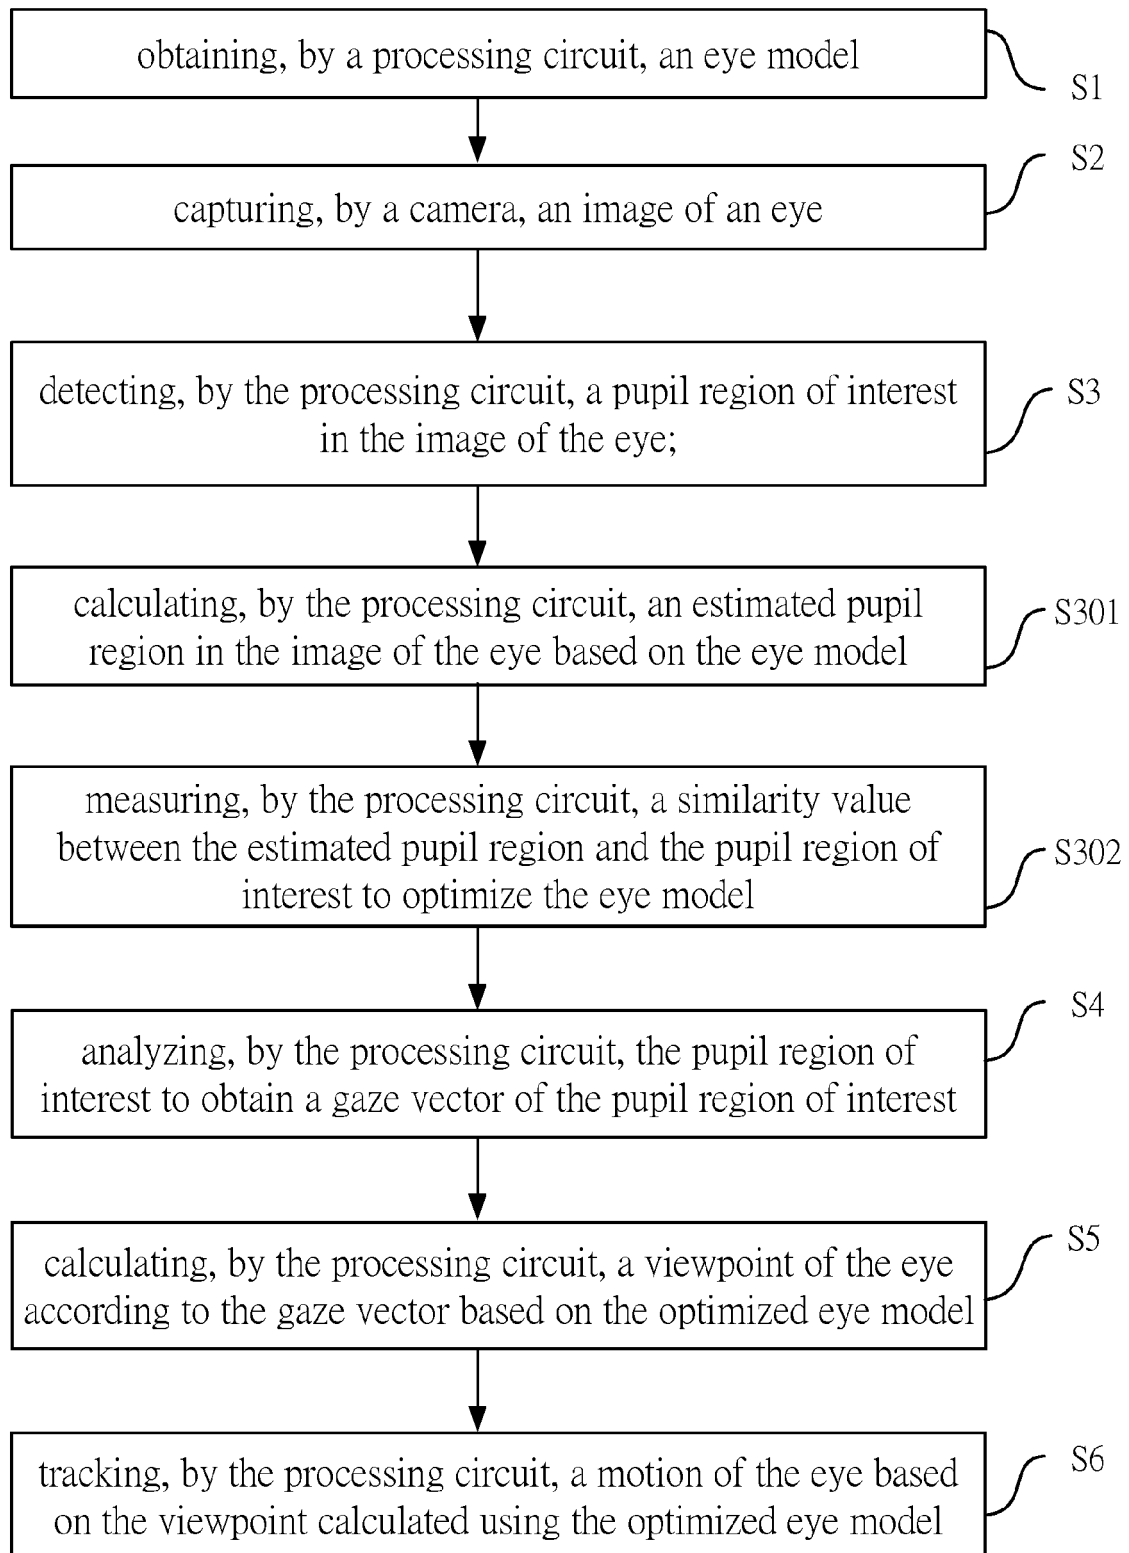 obtaining, by a processing circuit, an eye model
S1
S2
capturing, by a camera, an image of an eye
detecting, by the processing circuit, a pupil region of interest
in the image of the eye;
S3
calculating, by the processing circuit, an estimated pupil
region in the image of the eye based on the eye model
S301
measuring, by the processing circuit, a similarity value
between the estimated pupil region and the pupil region of
interest to optimize the eye model
S302
analyzing, by the processing circuit, the pupil region of
interest to obtain a gaze vector of the pupil region of interest
S4
calculating, by the processing circuit, a viewpoint of the eye
according to the gaze vector based on the optimized eye model
S5
tracking, by the processing circuit, a motion of the eye based
on the viewpoint calculated using the optimized eye model
S6